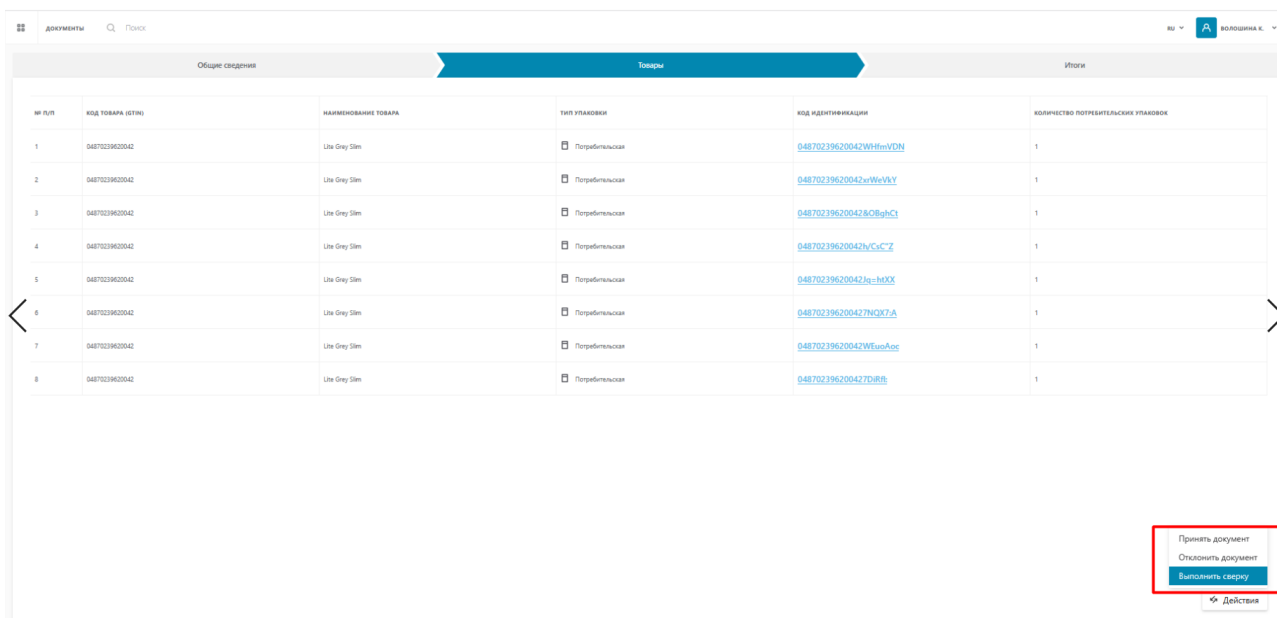 ДОКУМЕНТЫ Поиск RU ВОЛОШИНА К.
Общие сведения Товары Итоги
№ П/П КОД ТОВАРА (GTIN) НАИМЕНОВАНИЕ ТОВАРА ТИП УПАКОВКИ КОД ИДЕНТИФИКАЦИИ КОЛИЧЕСТВО ПОТРЕБИТЕЛЬСКИХ УПАКОВОК
1 04870239620042 Lite Grey Slim Потребительская 04870239620042WHfmVDN 1
2 04870239620042 Lite Grey Slim Потребительская 04870239620042xrWeVkY 1
3 04870239620042 Lite Grey Slim Потребительская 04870239620042&OBghCt 1
4 04870239620042 Lite Grey Slim Потребительская 04870239620042h/CsC"Z 1
5 04870239620042 Lite Grey Slim Потребительская 04870239620042Jq=htXX 1
6 04870239620042 Lite Grey Slim Потребительская 048702396200427NQX7:A 1
7 04870239620042 Lite Grey Slim Потребительская 04870239620042WEuoAoc 1
8 04870239620042 Lite Grey Slim Потребительская 1
Принять документ
Отклонить документ
Выполнить сверку
Действия